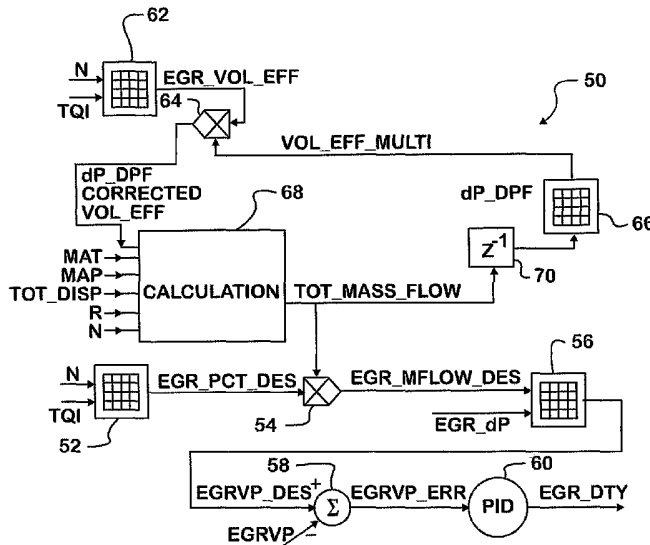 62
N
EGR_VOL_EFF
TQI
64
50
VOL_EFF_MULTI
dP_DPF
CORRECTED
VOL_EFF
68
dP_DPF
66
Z-1
70
MAT
MAP
TOT_DISP
R
N
CALCULATION
TOT_MASS_FLOW
N
EGR_PCT_DES
TQI
52
54
EGR_MFLOW_DES
56
EGR_dP
58
60
EGRVP_DES
+
Σ
EGRVP_ERR
PID
EGR_DTY
EGRVP
−